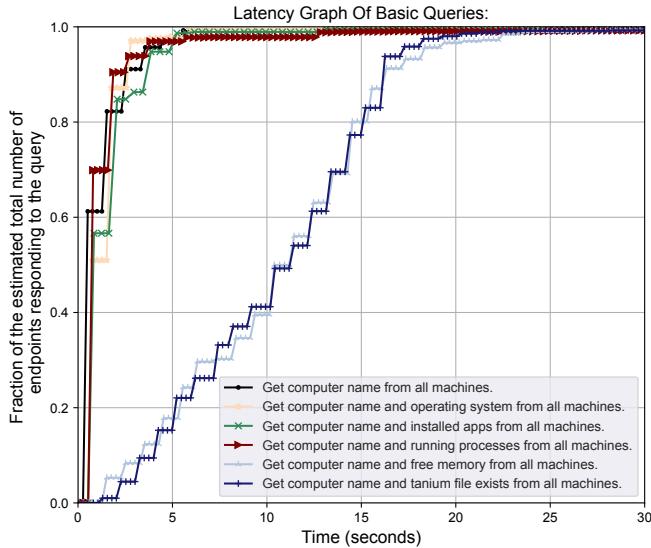 Latency Graph Of Basic Queries:
1.0
0.8
0.6
0.4
0.2
0.0
Fraction of the estimated total number of
endpoints responding to the query
Get computer name from all machines.
Get computer name and operating system from all machines.
Get computer name and installed apps from all machines.
Get computer name and running processes from all machines.
Get computer name and free memory from all machines.
Get computer name and tanium file exists from all machines.
0 5 10 15 20 25 30
Time (seconds)